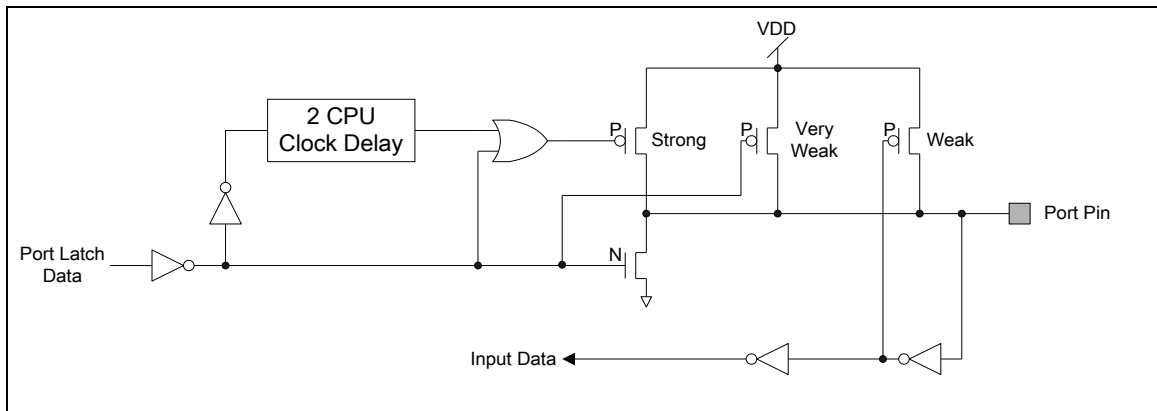 VDD
2 CPU
Clock Delay
P
Strong
P
Very
Weak
P
Weak
Port Pin
Port Latch
Data
N
Input Data